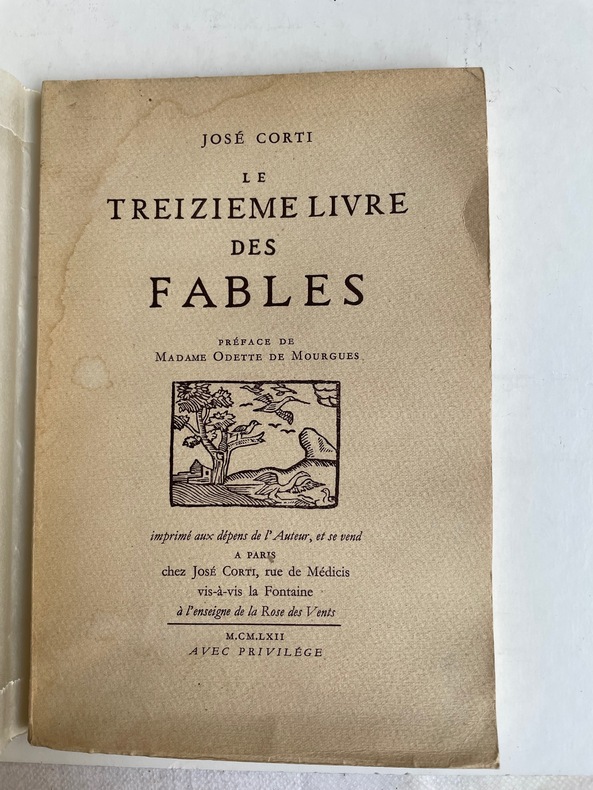 JOSÉ CORTI
LE
TREIZIEME LIVRE
DES
FABLES
PRÉFACE DE
MADAME ODETTE DE MOURGUES
imprimé aux dépens de l'Auteur, et se vend
A PARIS
chez JOSÉ CORTI, rue de Médicis
vis-à-vis la Fontaine
à l'enseigne de la Rose des Vents
M.CM.LXII
AVEC PRIVILÉGE